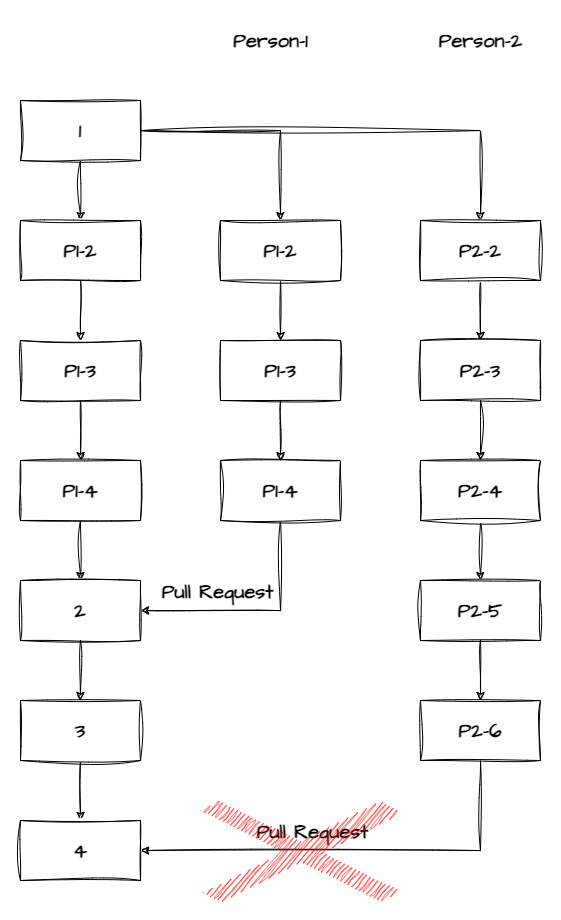 Person-1 Person-2
1
P1-2 P1-2 P2-2
P1-3 P1-3 P2-3
P1-4 P1-4 P2-4
Pull Request
2 P2-5
3 P2-6
Pull Request
4